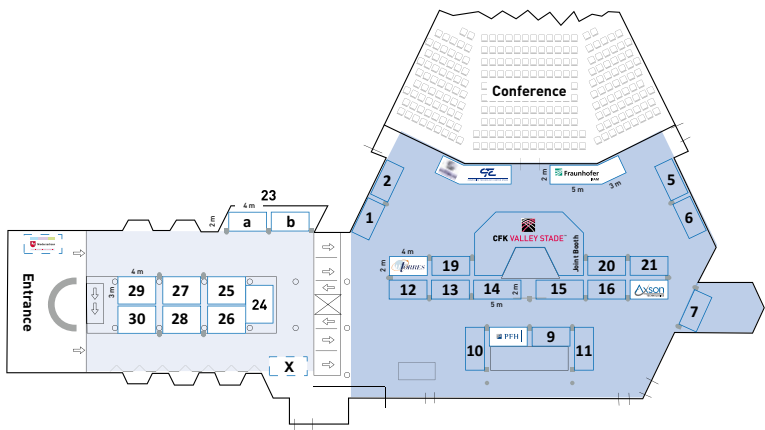 Conference
CTC
2 m
Fraunhofer
IFAM
5 m
3 m
2
5
23
4 m
2 m
a
b
1
6
CFK VALLEY STADE
Joint Booth
4 m
2 m
19
20
21
12
13
14
2 m
15
16
Axson
5 m
7
Entrance
4 m
3 m
29
27
25
24
30
28
26
10
PFH
9
11
X